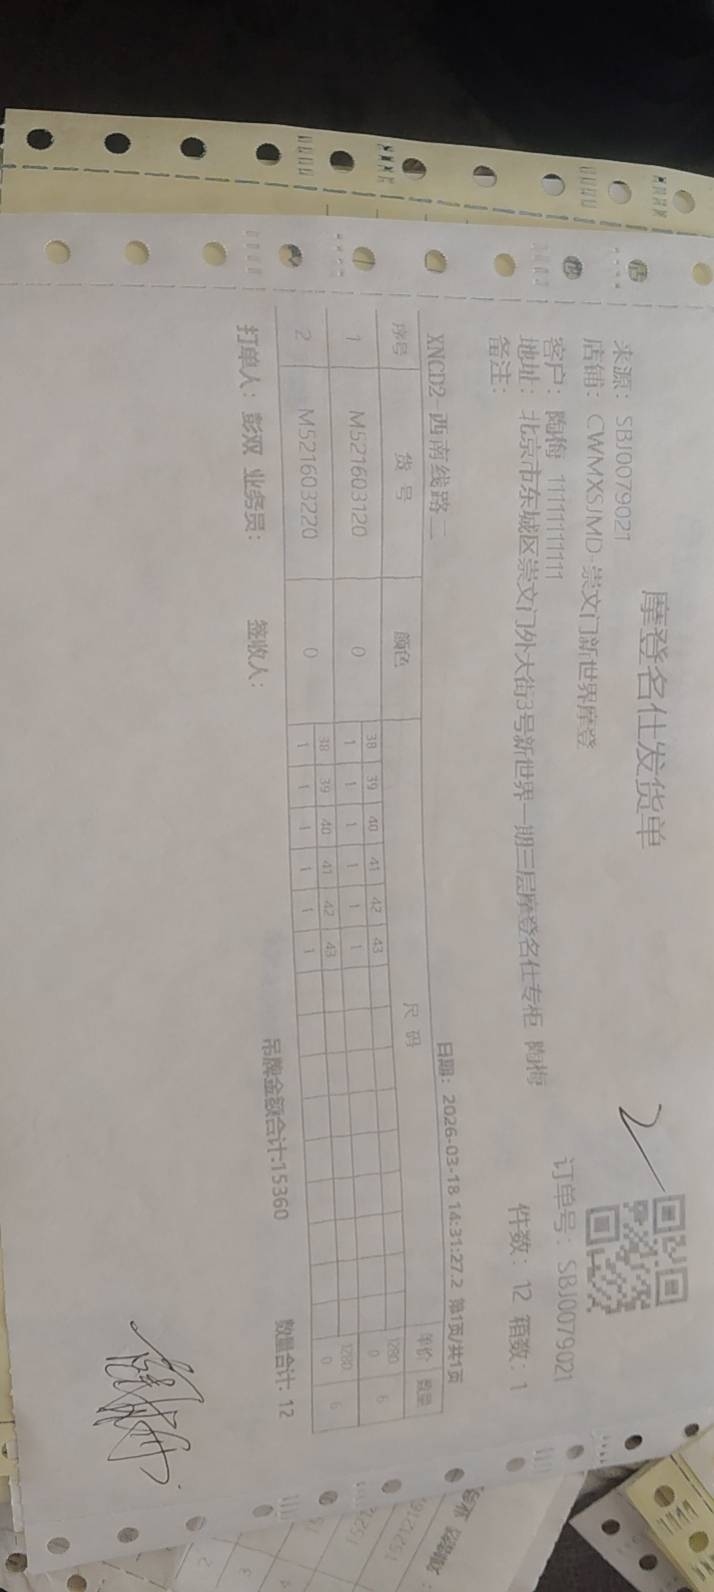 摩登名仕发货单
来源: SBJ0079021
店铺: CWMXSJMD-崇文门新世界摩登
订单号: SBJ0079021
客户: 陶梅 11111111111
件数: 12 箱数: 1
地址: 北京市东城区崇文门外大街3号新世界一期三层摩登名仕专柜 陶梅
备注:
XNCD2-西南线路二
日期: 2026-03-18 14:31:27.2 第1页/共1页
序号 货号 颜色 尺码 单价 数量
1 M521603120 0 38 39 40 41 42 43 1280 6
1 1 1 1 1 1 0
2 M521603220 0 38 39 40 41 42 43 1280 6
1 1 1 1 1 1 0
吊牌金额合计:15360 数量合计: 12
打单人: 彭双 业务员: 签收人: